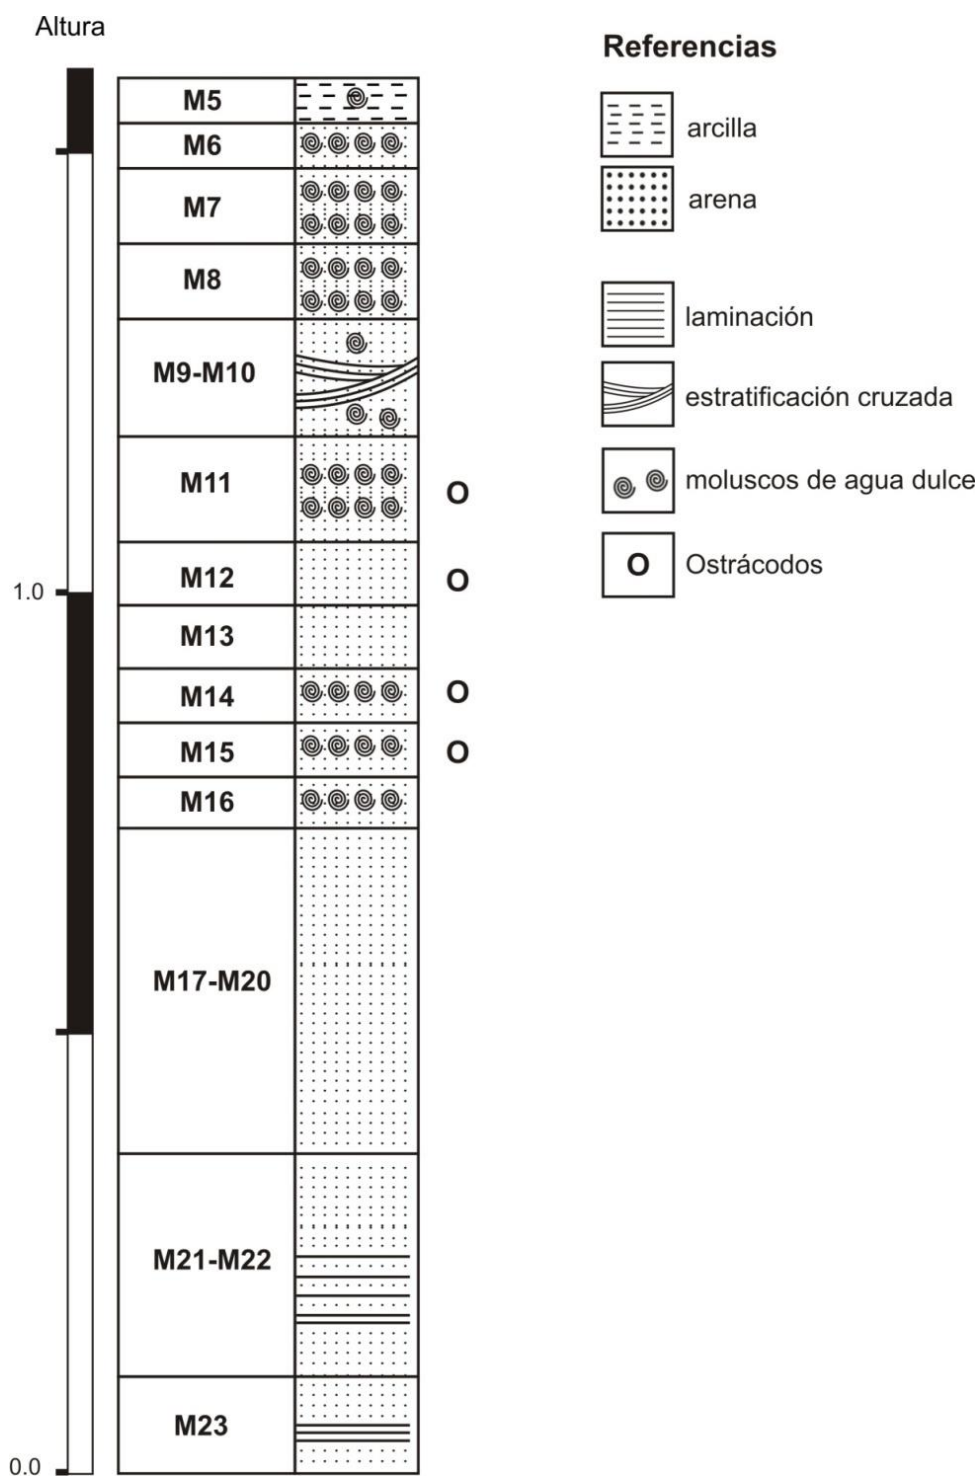 Altura
M5
M6
M7
M8
M9-M10
M11
O
M12
O
1.0
M13
M14
O
M15
O
M16
M17-M20
M21-M22
M23
0.0
Referencias
arcilla
arena
laminación
estratificación cruzada
moluscos de agua dulce
O Ostrácodos